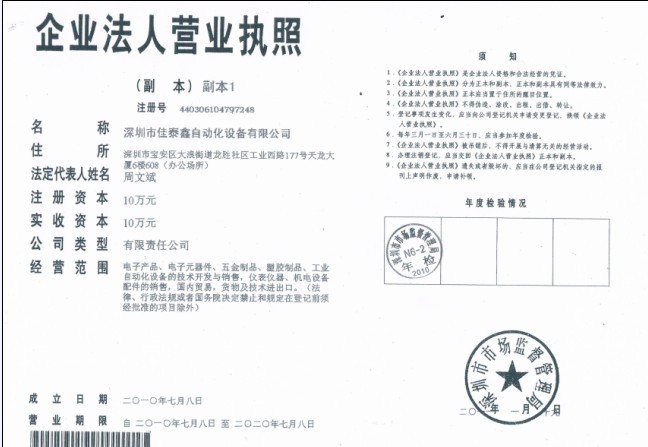 企业法人营业执照
（副 本）副本1
注册号 440306104797248
名 称 深圳市佳泰鑫自动化设备有限公司
住 所 深圳市宝安区大浪街道龙胜社区工业西路177号天龙大
厦6楼608（办公场所）
法定代表人姓名 周文斌
注 册 资 本 10万元
实 收 资 本 10万元
公 司 类 型 有限责任公司
经 营 范 围 电子产品、电子元器件、五金制品、塑胶制品、工业
自动化设备的技术开发与销售，仪表仪器、机电设备
配件的销售，国内贸易，货物及技术进出口。（法
律、行政法规或者国务院决定禁止和规定在登记前须
经批准的项目除外）
成 立 日 期 二〇一〇年七月八日
营 业 期 限 自 二〇一〇年七月八日 至 二〇二〇年七月八日
须 知
1．《企业法人营业执照》是企业法人资格和合法经营的凭证。
2．《企业法人营业执照》分为正本和副本，正本和副本具有同等法律效力。
3．《企业法人营业执照》正本应当置于住所的醒目位置。
4．《企业法人营业执照》不得伪造、涂改、出租、出借、转让。
5．登记事项发生变化，应当向公司登记机关申请变更登记，换领《企业法
人营业执照》。
6．每年三月一日至六月三十日，应当参加年度检验。
7．《企业法人营业执照》被吊销后，不得开展与清算无关的经营活动。
8．办理注销登记，应当交回《企业法人营业执照》正本和副本。
9．《企业法人营业执照》遗失或者毁坏的，应当在公司登记机关指定的报
刊上声明作废，申请补领。
年度检验情况
深圳市市场监督管理局
N6-2
年检
2010
深圳市市场监督管理局
年 一 月 日